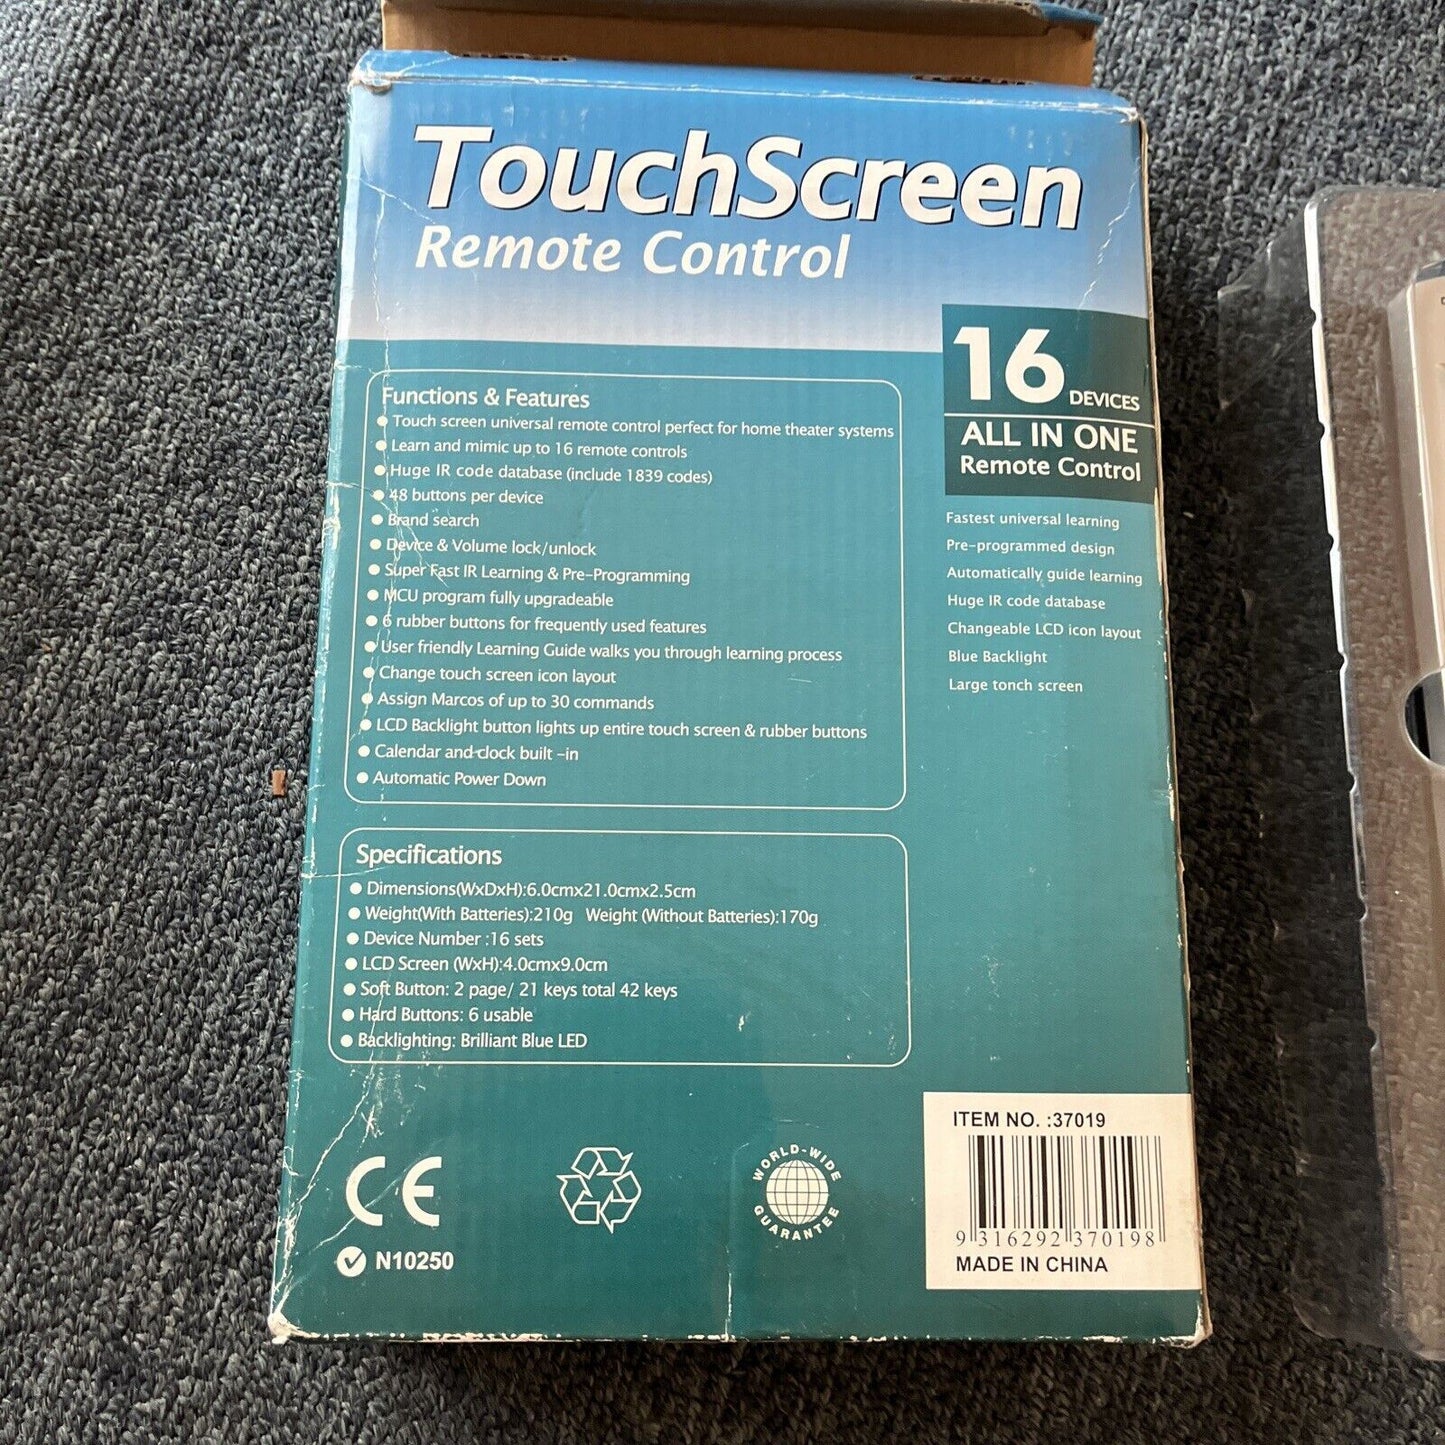 TouchScreen
Remote Control
16 DEVICES
ALL IN ONE
Remote Control
Fastest universal learning
Pre-programmed design
Automatically guide learning
Huge IR code database
Changeable LCD icon layout
Blue Backlight
Large tonch screen
Functions & Features
● Touch screen universal remote control perfect for home theater systems
● Learn and mimic up to 16 remote controls
● Huge IR code database (include 1839 codes)
● 48 buttons per device
● Brand search
● Device & Volume lock/unlock
● Super Fast IR Learning & Pre-Programming
● MCU program fully upgradeable
● 6 rubber buttons for frequently used features
● User friendly Learning Guide walks you through learning process
● Change touch screen icon layout
● Assign Marcos of up to 30 commands
● LCD Backlight button lights up entire touch screen & rubber buttons
● Calendar and clock built -in
● Automatic Power Down
Specifications
● Dimensions(WxDxH):6.0cmx21.0cmx2.5cm
● Weight(With Batteries):210g Weight (Without Batteries):170g
● Device Number :16 sets
● LCD Screen (WxH):4.0cmx9.0cm
● Soft Button: 2 page/ 21 keys total 42 keys
● Hard Buttons: 6 usable
● Backlighting: Brilliant Blue LED
CE
N10250
WORLD-WIDE
GUARANTEE
ITEM NO. :37019
9 316292 370198
MADE IN CHINA